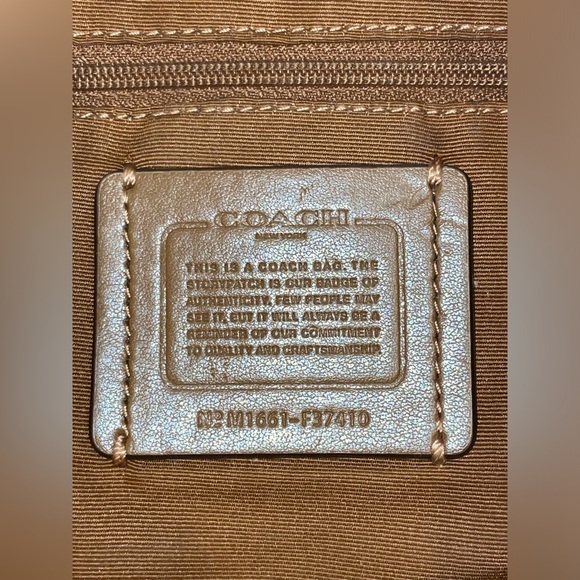 COACH
NEW YORK
THIS IS A COACH BAG. THE
STORYPATCH IS OUR BADGE OF
AUTHENTICITY. FEW PEOPLE MAY
SEE IT, BUT IT WILL ALWAYS BE A
REMINDER OF OUR COMMITMENT
TO QUALITY AND CRAFTSMANSHIP.
Nº M1661-F37410